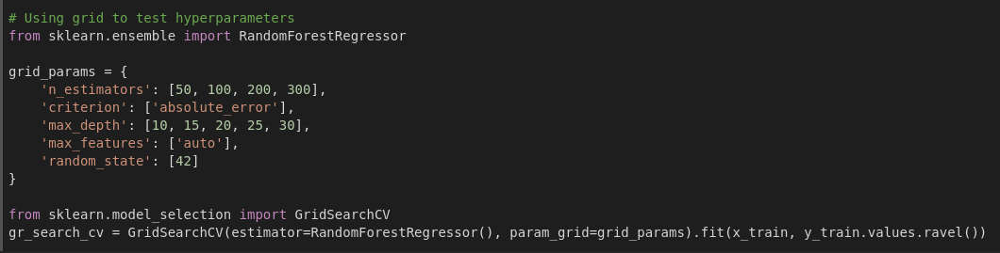 # Using grid to test hyperparameters
from sklearn.ensemble import RandomForestRegressor
grid_params = {
    'n_estimators': [50, 100, 200, 300],
    'criterion': ['absolute_error'],
    'max_depth': [10, 15, 20, 25, 30],
    'max_features': ['auto'],
    'random_state': [42]
}
from sklearn.model_selection import GridSearchCV
gr_search_cv = GridSearchCV(estimator=RandomForestRegressor(), param_grid=grid_params).fit(x_train, y_train.values.ravel())